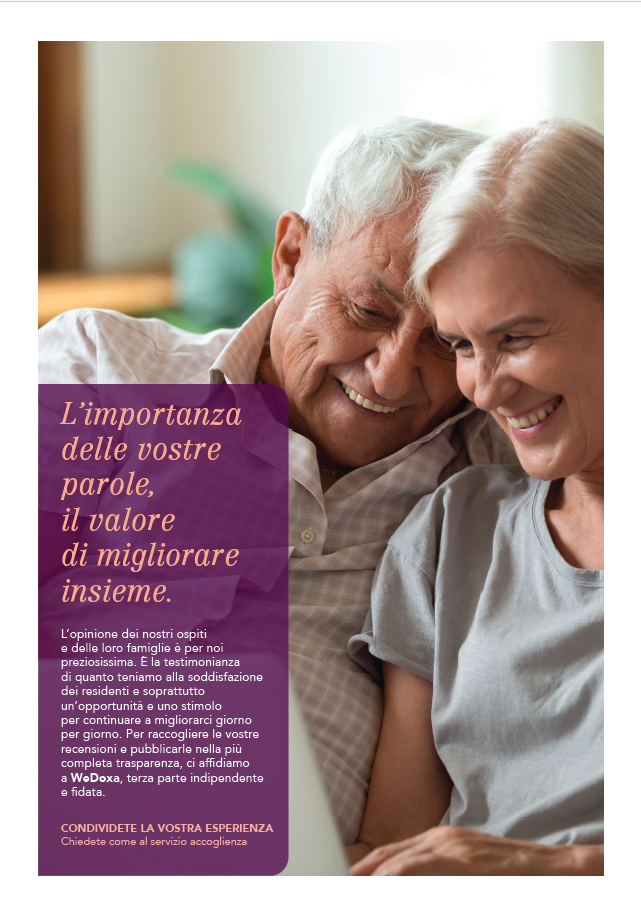 L’importanza
delle vostre
parole,
il valore
di migliorare
insieme.
L’opinione dei nostri ospiti
e delle loro famiglie è per noi
preziosissima. È la testimonianza
di quanto teniamo alla soddisfazione
dei residenti e soprattutto
un’opportunità e uno stimolo
per continuare a migliorarci giorno
per giorno. Per raccogliere le vostre
recensioni e pubblicarle nella più
completa trasparenza, ci affidiamo
a WeDoxa, terza parte indipendente
e fidata.
CONDIVIDETE LA VOSTRA ESPERIENZA
Chiedete come al servizio accoglienza